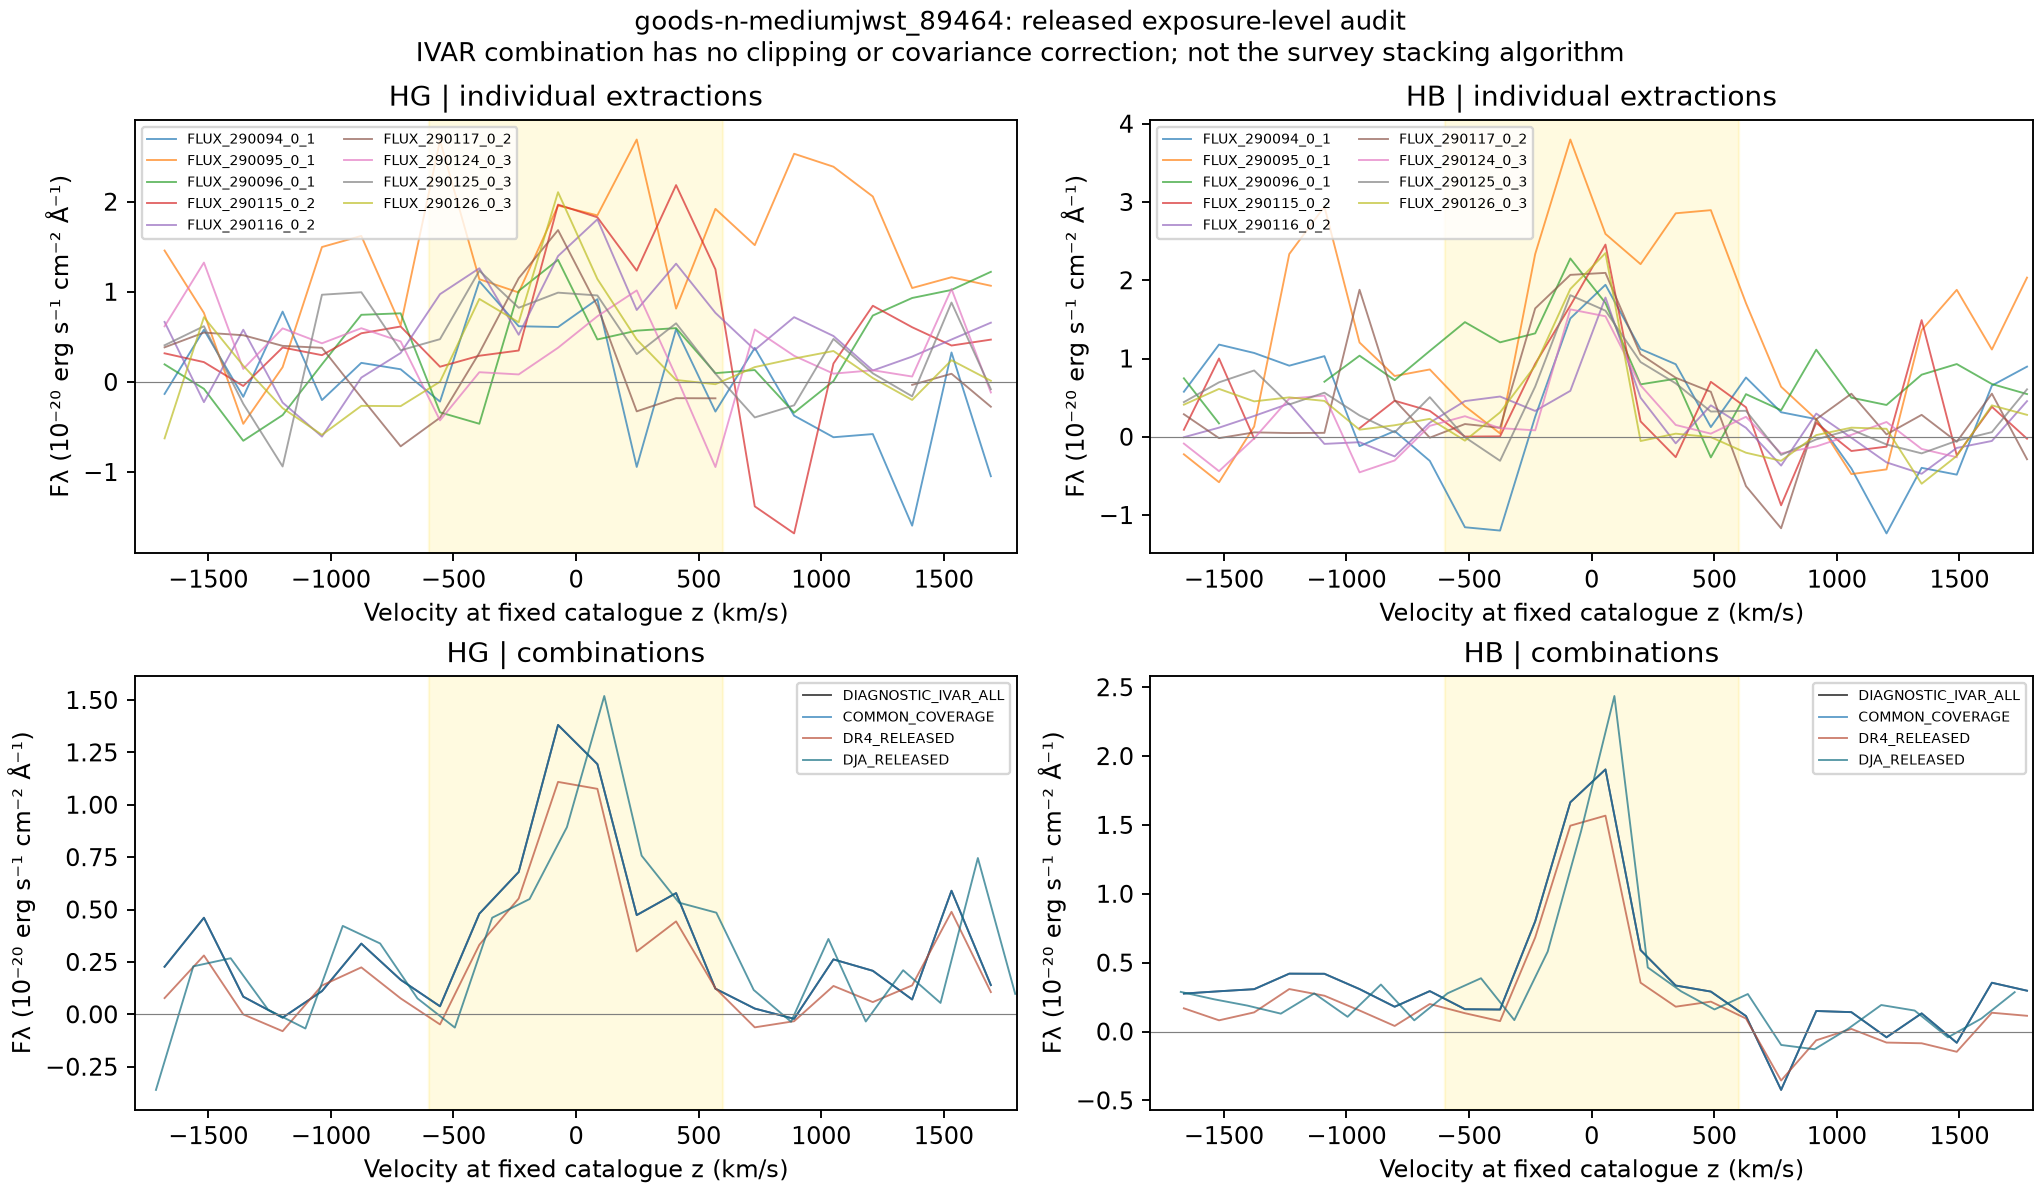 goods-n-mediumjwst_89464: released exposure-level audit
IVAR combination has no clipping or covariance correction; not the survey stacking algorithm
HG | individual extractions
FLUX_290094_0_1
FLUX_290095_0_1
FLUX_290096_0_1
FLUX_290115_0_2
FLUX_290116_0_2
FLUX_290117_0_2
FLUX_290124_0_3
FLUX_290125_0_3
FLUX_290126_0_3
2
1
0
−1
Fλ (10⁻²⁰ erg s⁻¹ cm⁻² Å⁻¹)
−1500 −1000 −500 0 500 1000 1500
Velocity at fixed catalogue z (km/s)
HB | individual extractions
FLUX_290094_0_1
FLUX_290095_0_1
FLUX_290096_0_1
FLUX_290115_0_2
FLUX_290116_0_2
FLUX_290117_0_2
FLUX_290124_0_3
FLUX_290125_0_3
FLUX_290126_0_3
4
3
2
1
0
−1
Fλ (10⁻²⁰ erg s⁻¹ cm⁻² Å⁻¹)
−1500 −1000 −500 0 500 1000 1500
Velocity at fixed catalogue z (km/s)
HG | combinations
DIAGNOSTIC_IVAR_ALL
COMMON_COVERAGE
DR4_RELEASED
DJA_RELEASED
1.50
1.25
1.00
0.75
0.50
0.25
0.00
−0.25
Fλ (10⁻²⁰ erg s⁻¹ cm⁻² Å⁻¹)
−1500 −1000 −500 0 500 1000 1500
Velocity at fixed catalogue z (km/s)
HB | combinations
DIAGNOSTIC_IVAR_ALL
COMMON_COVERAGE
DR4_RELEASED
DJA_RELEASED
2.5
2.0
1.5
1.0
0.5
0.0
−0.5
Fλ (10⁻²⁰ erg s⁻¹ cm⁻² Å⁻¹)
−1500 −1000 −500 0 500 1000 1500
Velocity at fixed catalogue z (km/s)